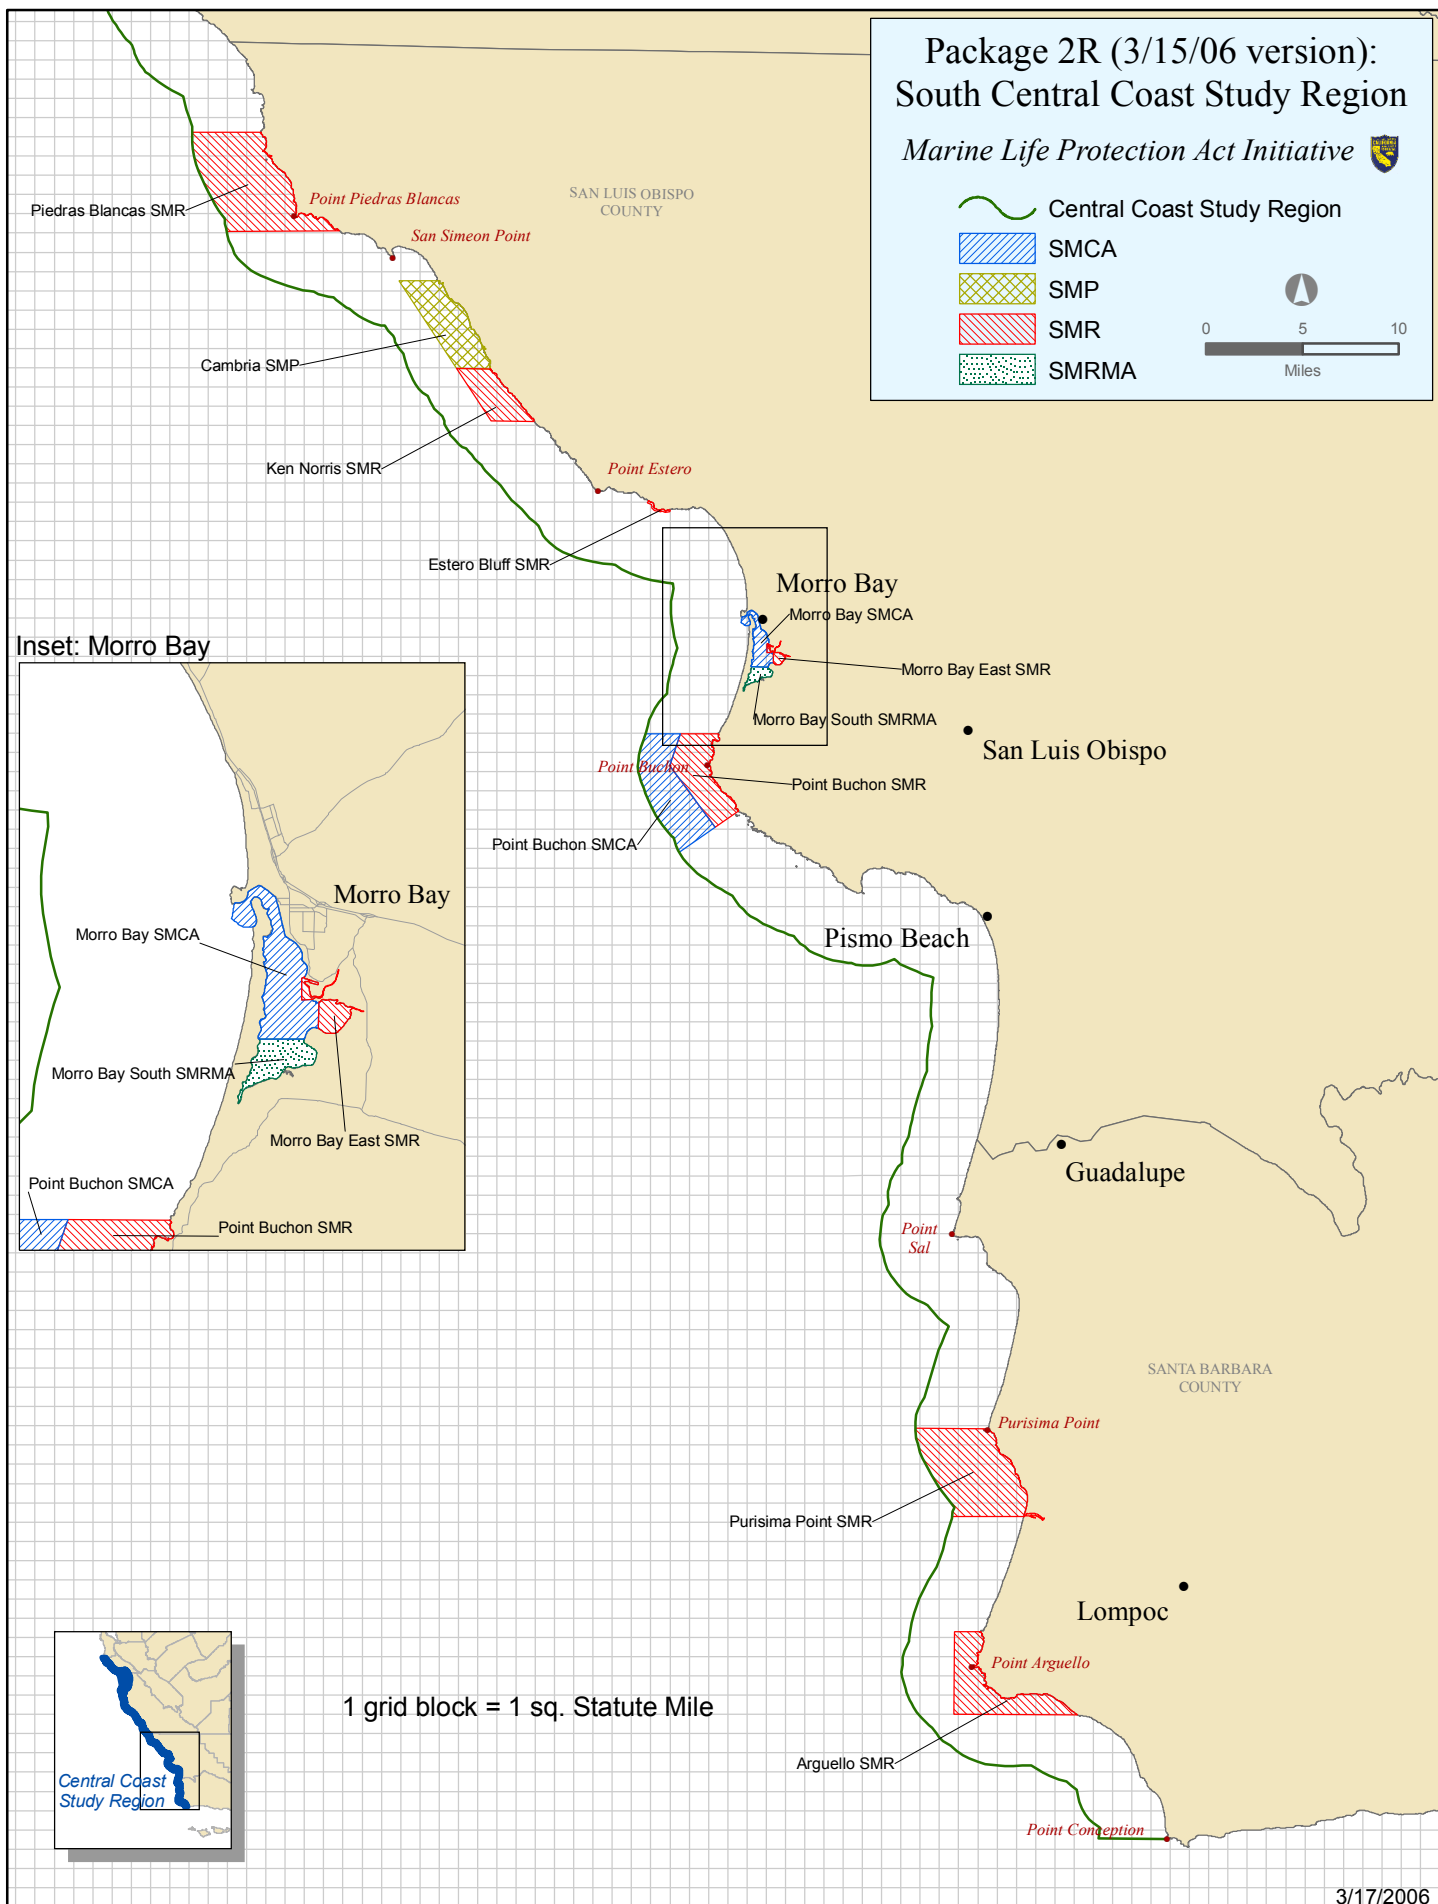 Package 2R (3/15/06 version):
South Central Coast Study Region
Marine Life Protection Act Initiative
CALIFORNIA
Central Coast Study Region
SMCA
SMP
SMR
SMRMA
0 5 10
Miles
SAN LUIS OBISPO
COUNTY
Piedras Blancas SMR
Point Piedras Blancas
San Simeon Point
Cambria SMP
Ken Norris SMR
Point Estero
Estero Bluff SMR
Morro Bay
Morro Bay SMCA
Morro Bay East SMR
Morro Bay South SMRMA
San Luis Obispo
Point Buchon
Point Buchon SMR
Point Buchon SMCA
Pismo Beach
Inset: Morro Bay
Morro Bay
Morro Bay SMCA
Morro Bay South SMRMA
Morro Bay East SMR
Point Buchon SMCA
Point Buchon SMR
Guadalupe
Point
Sal
SANTA BARBARA
COUNTY
Purisima Point
Purisima Point SMR
Lompoc
Point Arguello
Arguello SMR
Point Conception
1 grid block = 1 sq. Statute Mile
Central Coast
Study Region
3/17/2006